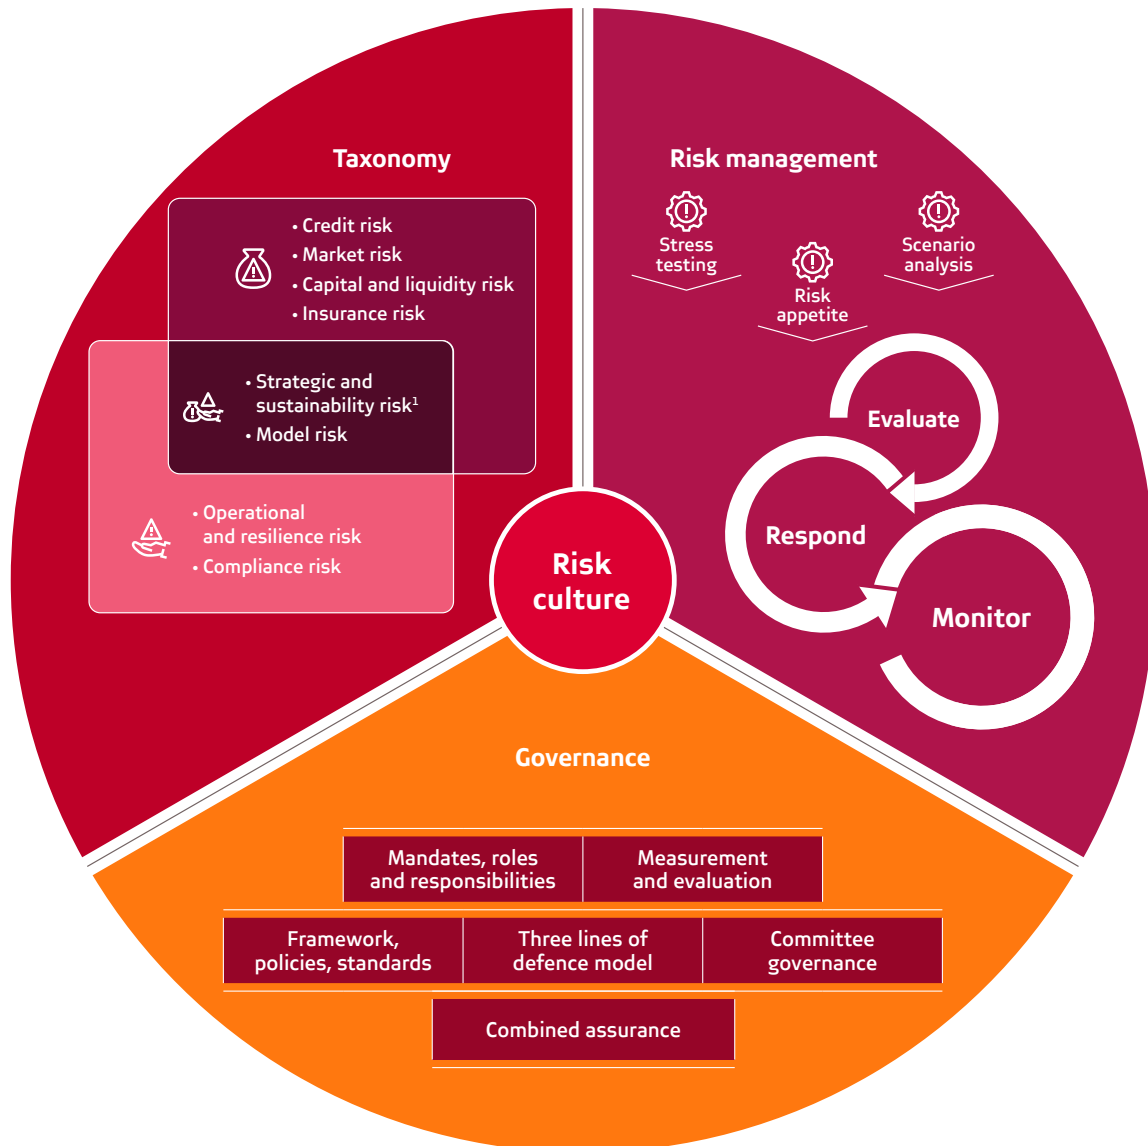 Taxonomy
• Credit risk
• Market risk
• Capital and liquidity risk
• Insurance risk
• Strategic and
sustainability risk¹
• Model risk
• Operational
and resilience risk
• Compliance risk
Risk management
Stress
testing
Risk
appetite
Scenario
analysis
Evaluate
Respond
Monitor
Risk
culture
Governance
Mandates, roles
and responsibilities
Measurement
and evaluation
Framework,
policies, standards
Three lines of
defence model
Committee
governance
Combined assurance